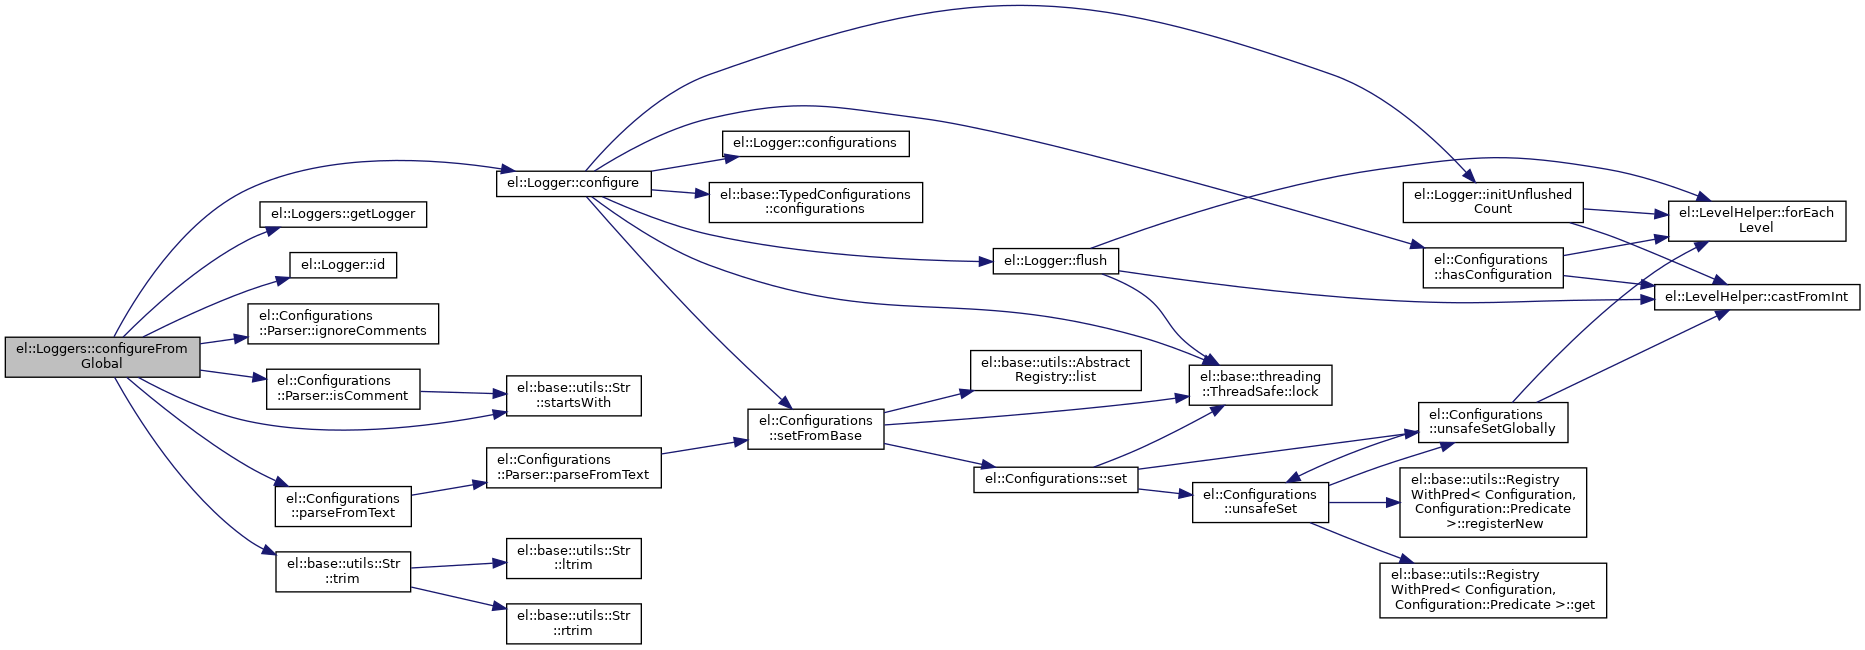 el::Loggers::configureFrom
Global
el::Logger::configure
el::Loggers::getLogger
el::Logger::id
el::Configurations
::Parser::ignoreComments
el::Configurations
::Parser::isComment
el::base::utils::Str
::startsWith
el::Configurations
::parseFromText
el::Configurations
::Parser::parseFromText
el::base::utils::Str
::trim
el::base::utils::Str
::ltrim
el::base::utils::Str
::rtrim
el::Logger::configurations
el::base::TypedConfigurations
::configurations
el::Logger::flush
el::Configurations
::setFromBase
el::base::utils::Abstract
Registry::list
el::Configurations::set
el::base::threading
::ThreadSafe::lock
el::Configurations
::unsafeSet
el::Logger::initUnflushed
Count
el::Configurations
::hasConfiguration
el::LevelHelper::forEach
Level
el::LevelHelper::castFromInt
el::Configurations
::unsafeSetGlobally
el::base::utils::Registry
WithPred< Configuration,
Configuration::Predicate
>::registerNew
el::base::utils::Registry
WithPred< Configuration,
Configuration::Predicate >::get